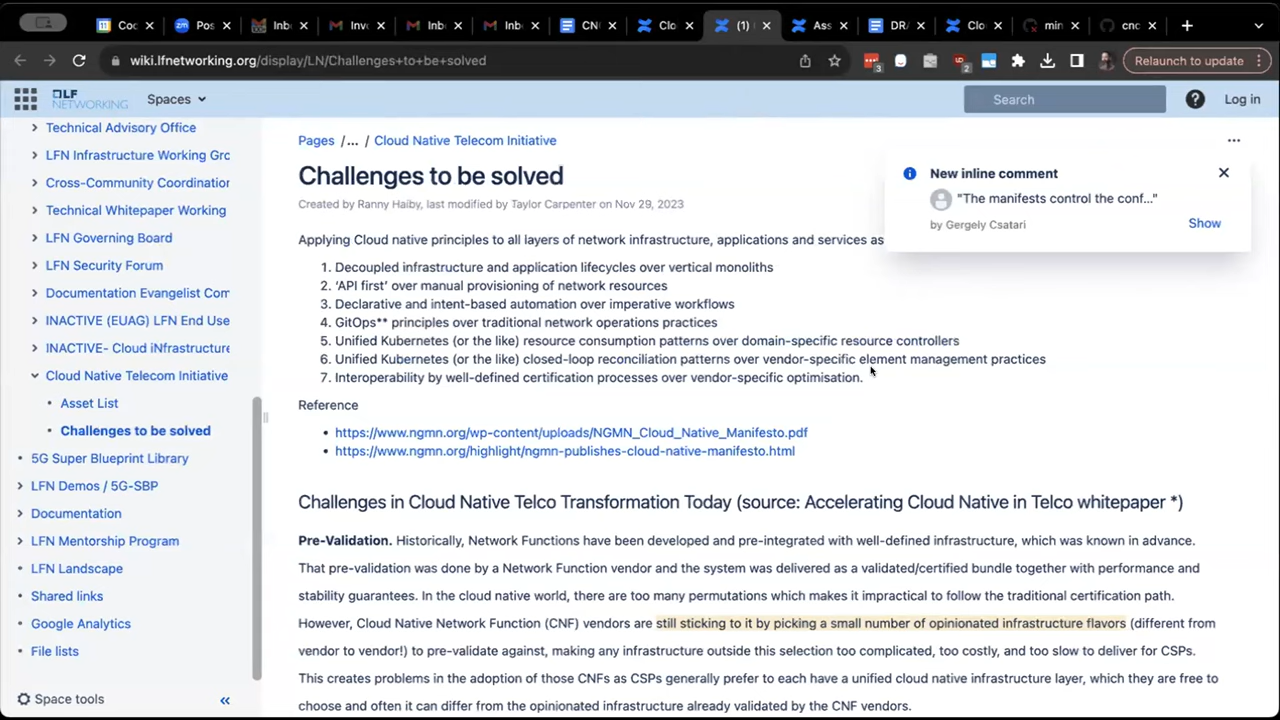 Coc
Pos
Inb
Invo
Inb
Inb
CNI
Clo
(1)
Ass
DRA
Clo
min
cnc
wiki.lfnetworking.org/display/LN/Challenges+to+be+solved
3
2
Relaunch to update
LF NETWORKING
Spaces
Search
Log in
Technical Advisory Office
LFN Infrastructure Working Grc
Cross-Community Coordination
Technical Whitepaper Working
LFN Governing Board
LFN Security Forum
Documentation Evangelist Com
INACTIVE (EUAG) LFN End Use
INACTIVE- Cloud iNfrastructure
Cloud Native Telecom Initiative
Asset List
Challenges to be solved
5G Super Blueprint Library
LFN Demos / 5G-SBP
Documentation
LFN Mentorship Program
LFN Landscape
Shared links
Google Analytics
File lists
Space tools
Pages /... / Cloud Native Telecom Initiative
Challenges to be solved
Created by Ranny Haiby, last modified by Taylor Carpenter on Nov 29, 2023
New inline comment
"The manifests control the conf..."
by Gergely Csatari
Show
Applying Cloud native principles to all layers of network infrastructure, applications and services as
1. Decoupled infrastructure and application lifecycles over vertical monoliths
2. 'API first' over manual provisioning of network resources
3. Declarative and intent-based automation over imperative workflows
4. GitOps** principles over traditional network operations practices
5. Unified Kubernetes (or the like) resource consumption patterns over domain-specific resource controllers
6. Unified Kubernetes (or the like) closed-loop reconciliation patterns over vendor-specific element management practices
7. Interoperability by well-defined certification processes over vendor-specific optimisation.
Reference
https://www.ngmn.org/wp-content/uploads/NGMN_Cloud_Native_Manifesto.pdf
https://www.ngmn.org/highlight/ngmn-publishes-cloud-native-manifesto.html
Challenges in Cloud Native Telco Transformation Today (source: Accelerating Cloud Native in Telco whitepaper *)
Pre-Validation. Historically, Network Functions have been developed and pre-integrated with well-defined infrastructure, which was known in advance.
That pre-validation was done by a Network Function vendor and the system was delivered as a validated/certified bundle together with performance and
stability guarantees. In the cloud native world, there are too many permutations which makes it impractical to follow the traditional certification path.
However, Cloud Native Network Function (CNF) vendors are still sticking to it by picking a small number of opinionated infrastructure flavors (different from
vendor to vendor!) to pre-validate against, making any infrastructure outside this selection too complicated, too costly, and too slow to deliver for CSPs.
This creates problems in the adoption of those CNFs as CSPs generally prefer to each have a unified cloud native infrastructure layer, which they are free to
choose and often it can differ from the opinionated infrastructure already validated by the CNF vendors.